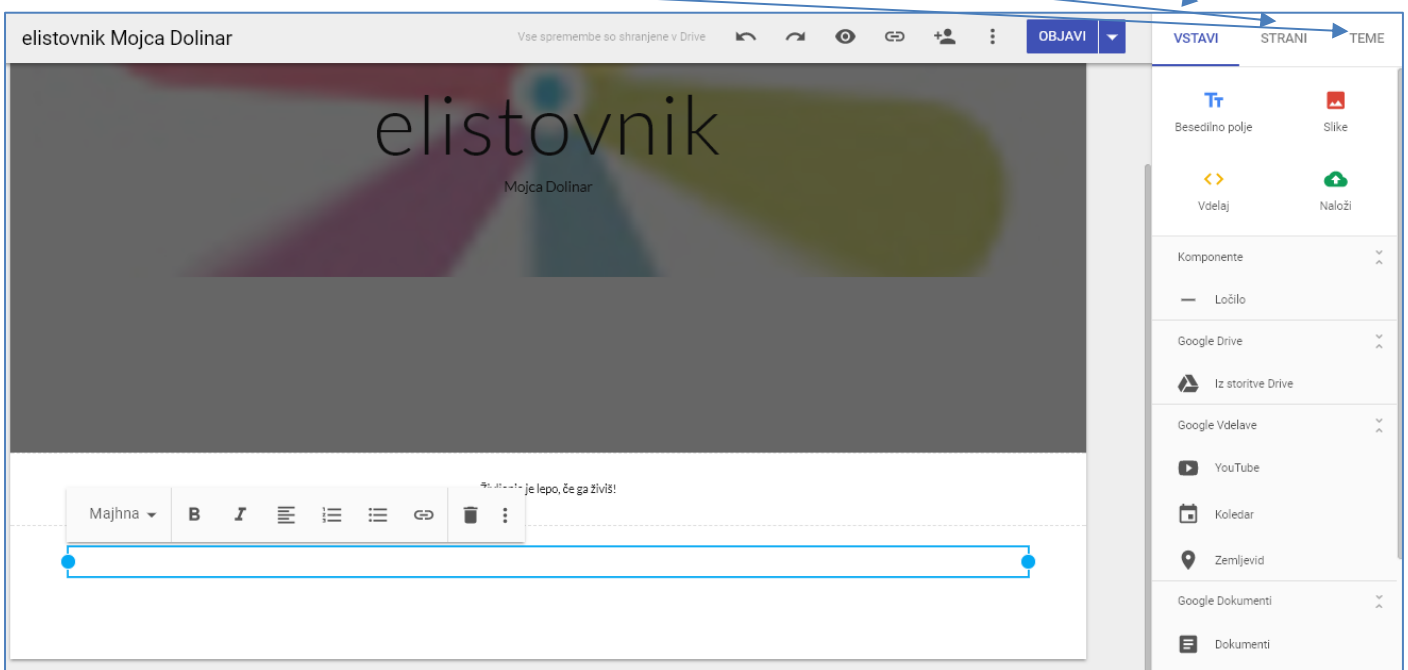 elistovnik Mojca Dolinar
Vse spremembe so shranjene v Drive
OBJAVI
elistovnik
Mojca Dolinar
je lepo, če ga živiš!
Majhna
B I
VSTAVI STRANI TEME
Tт
Besedilno polje Slike
Vdelaj Naloži
Komponente
Ločilo
Google Drive
Iz storitve Drive
Google Vdelave
YouTube
Koledar
Zemljevid
Google Dokumenti
Dokumenti